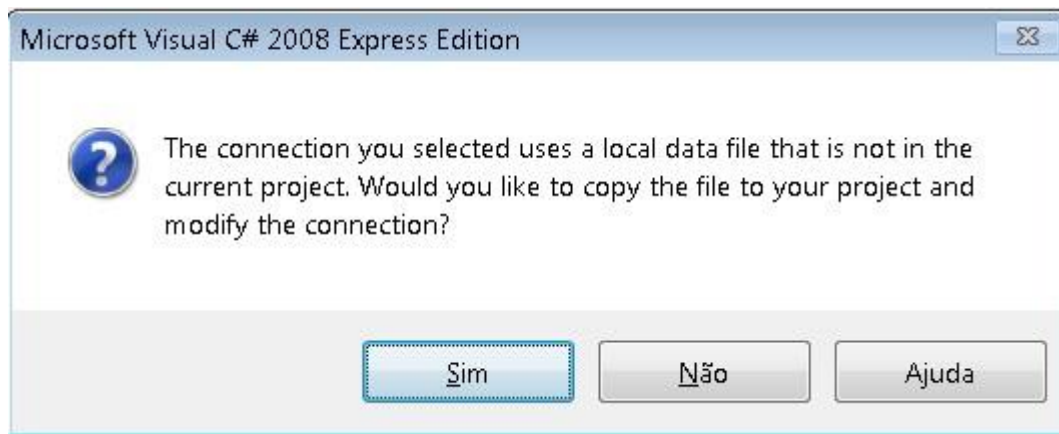 Microsoft Visual C# 2008 Express Edition
The connection you selected uses a local data file that is not in the
current project. Would you like to copy the file to your project and
modify the connection?
Sim
Não
Ajuda